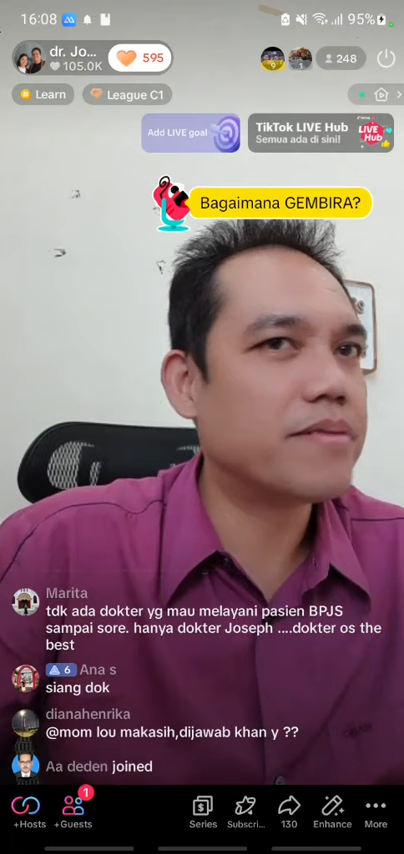 16:08
95%
dr. Jo...
105.0K
595
9
1
248
Learn
League C1
Add LIVE goal
TikTok LIVE Hub
Semua ada di sini!
LIVE
HUB
Bagaimana GEMBIRA?
Marita
tdk ada dokter yg mau melayani pasien BPJS
sampai sore. hanya dokter Joseph ....dokter os the
best
6 Ana s
siang dok
dianahenrika
@mom lou makasih,dijawab khan y ??
Aa deden joined
1
+Hosts
+Guests
Series
Subscri...
130
Enhance
More